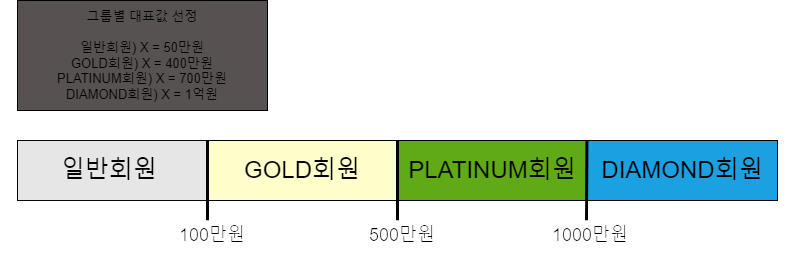 그룹별 대표값 선정
일반회원) X = 50만원
GOLD회원) X = 400만원
PLATINUM회원) X = 700만원
DIAMOND회원) X = 1억원
일반회원 GOLD회원 PLATINUM회원 DIAMOND회원
100만원 500만원 1000만원